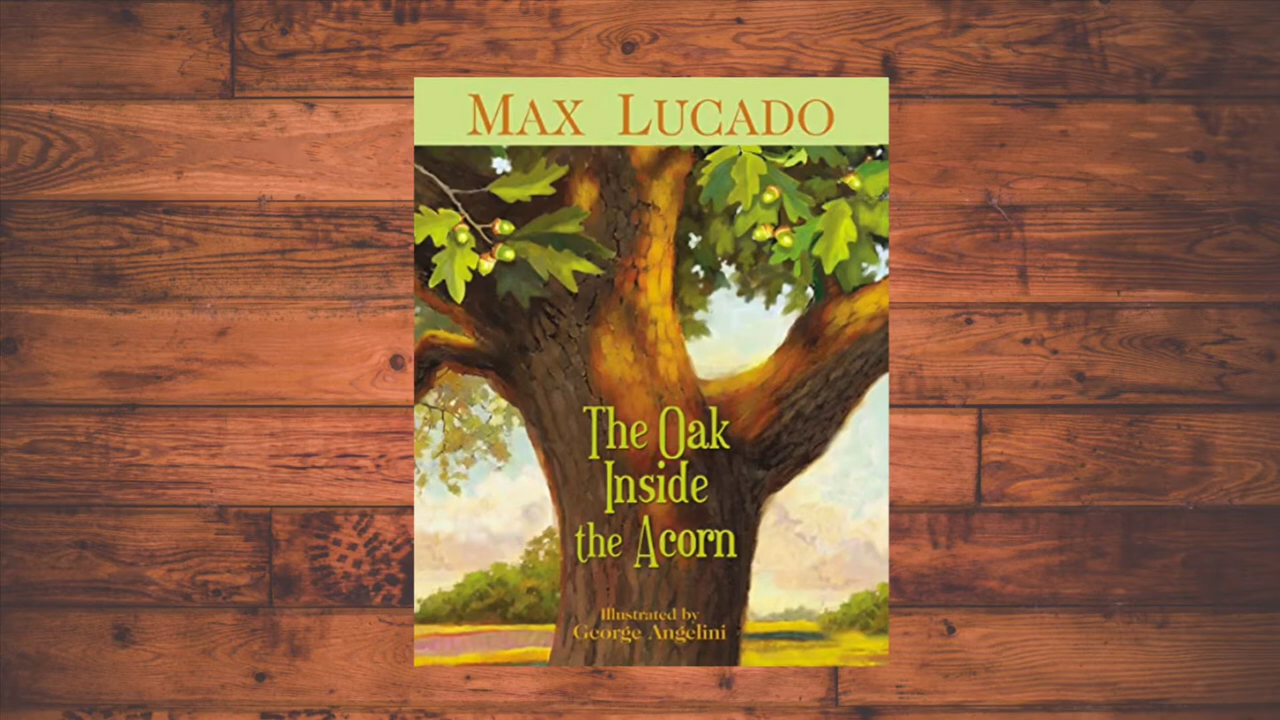 MAX LUCADO
The Oak
Inside
the Acorn
Illustrated by
George Angelini